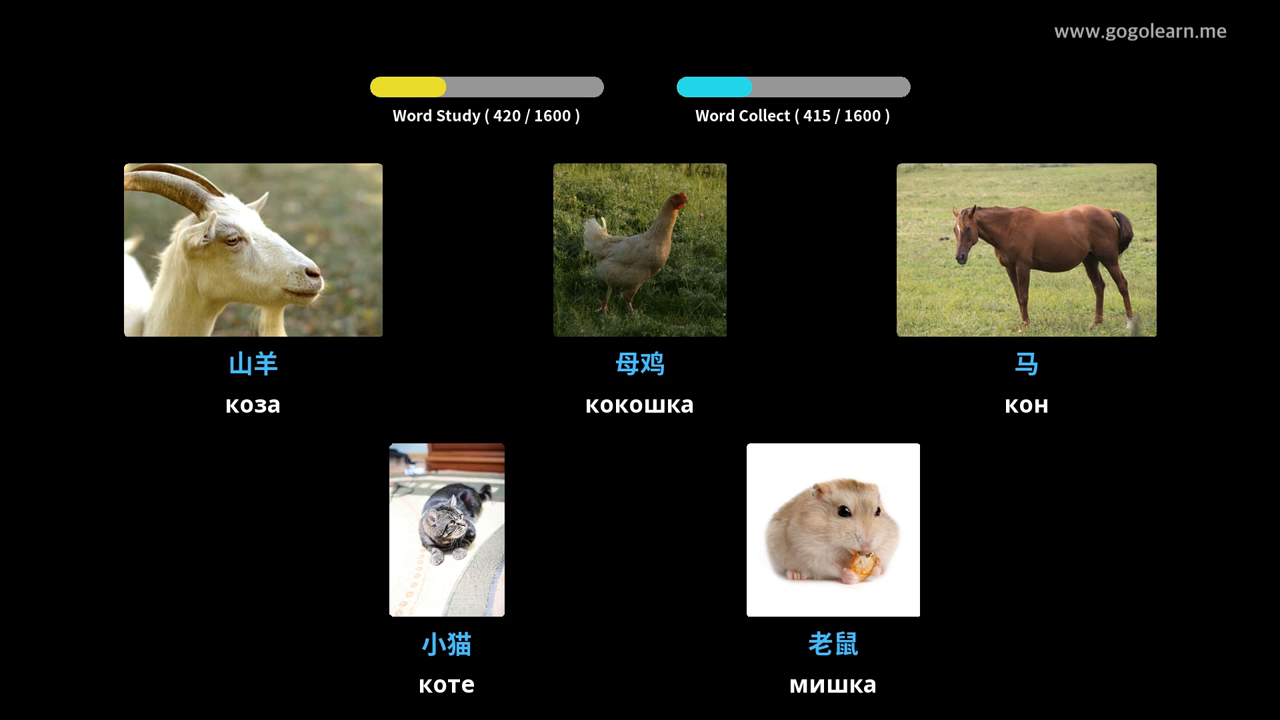 www.gogolearn.me
Word Study ( 420 / 1600 )
Word Collect ( 415 / 1600 )
山羊
коза
母鸡
кокошка
马
кон
小猫
коте
老鼠
мишка